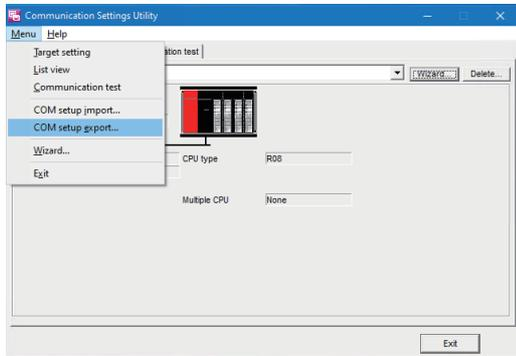 Communication Settings Utility
Menu Help
Target setting
List view
Communication test
COM setup import...
COM setup export...
Wizard...
Exit
ation test
Wizard... Delete...
CPU type R08
Multiple CPU None
Exit